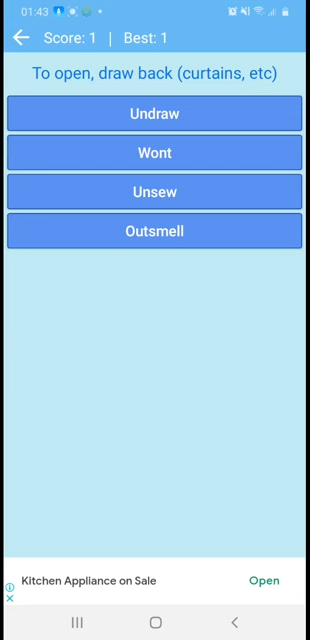 01:43
Score: 1 | Best: 1
To open, draw back (curtains, etc)
Undraw
Wont
Unsew
Outsmell
Kitchen Appliance on Sale
Open